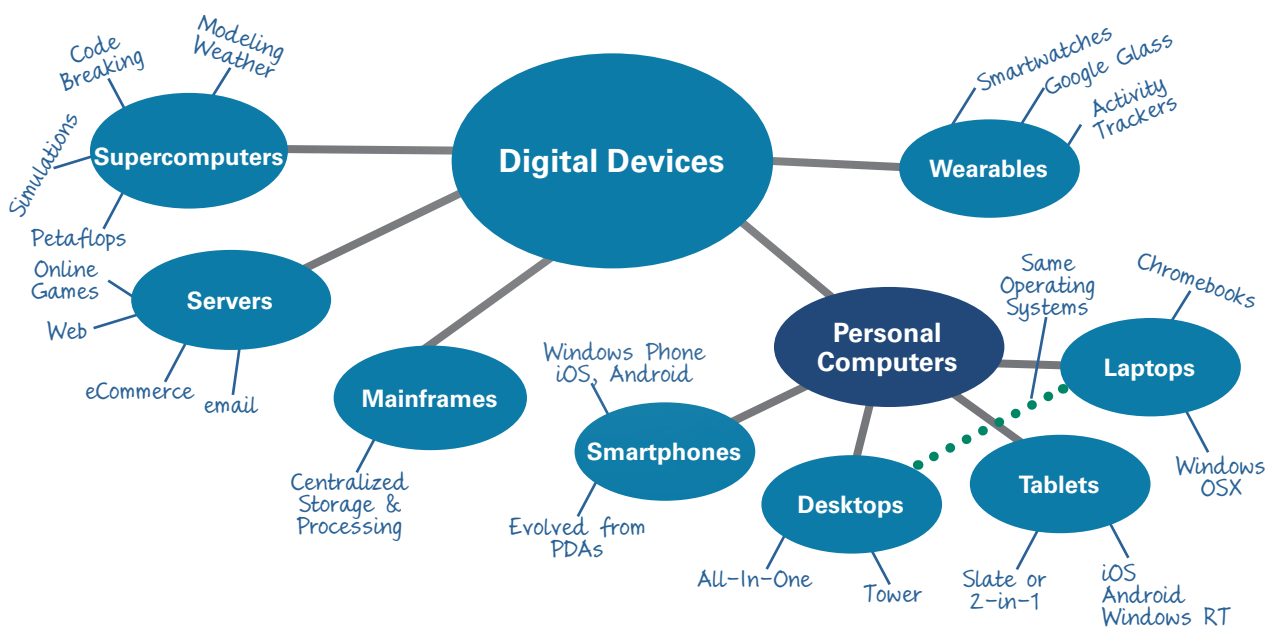 Digital Devices
Supercomputers
Code
Breaking
Modeling
Weather
Simulations
Petaflops
Servers
Online
Games
Web
eCommerce
email
Mainframes
Centralized
Storage &
Processing
Wearables
Smartwatches
Google Glass
Activity
Trackers
Personal
Computers
Smartphones
Windows Phone
iOS, Android
Evolved from
PDAs
Desktops
All-In-One
Tower
Same
Operating
Systems
Tablets
Slate or
2-in-1
iOS
Android
Windows RT
Laptops
Chromebooks
Windows
OSX